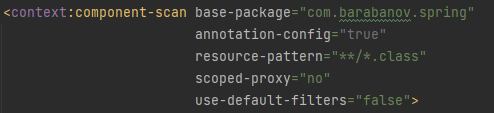 <context:component-scan base-package="com.barabanov.spring"
annotation-config="true"
resource-pattern="**/*.class"
scoped-proxy="no"
use-default-filters="false">